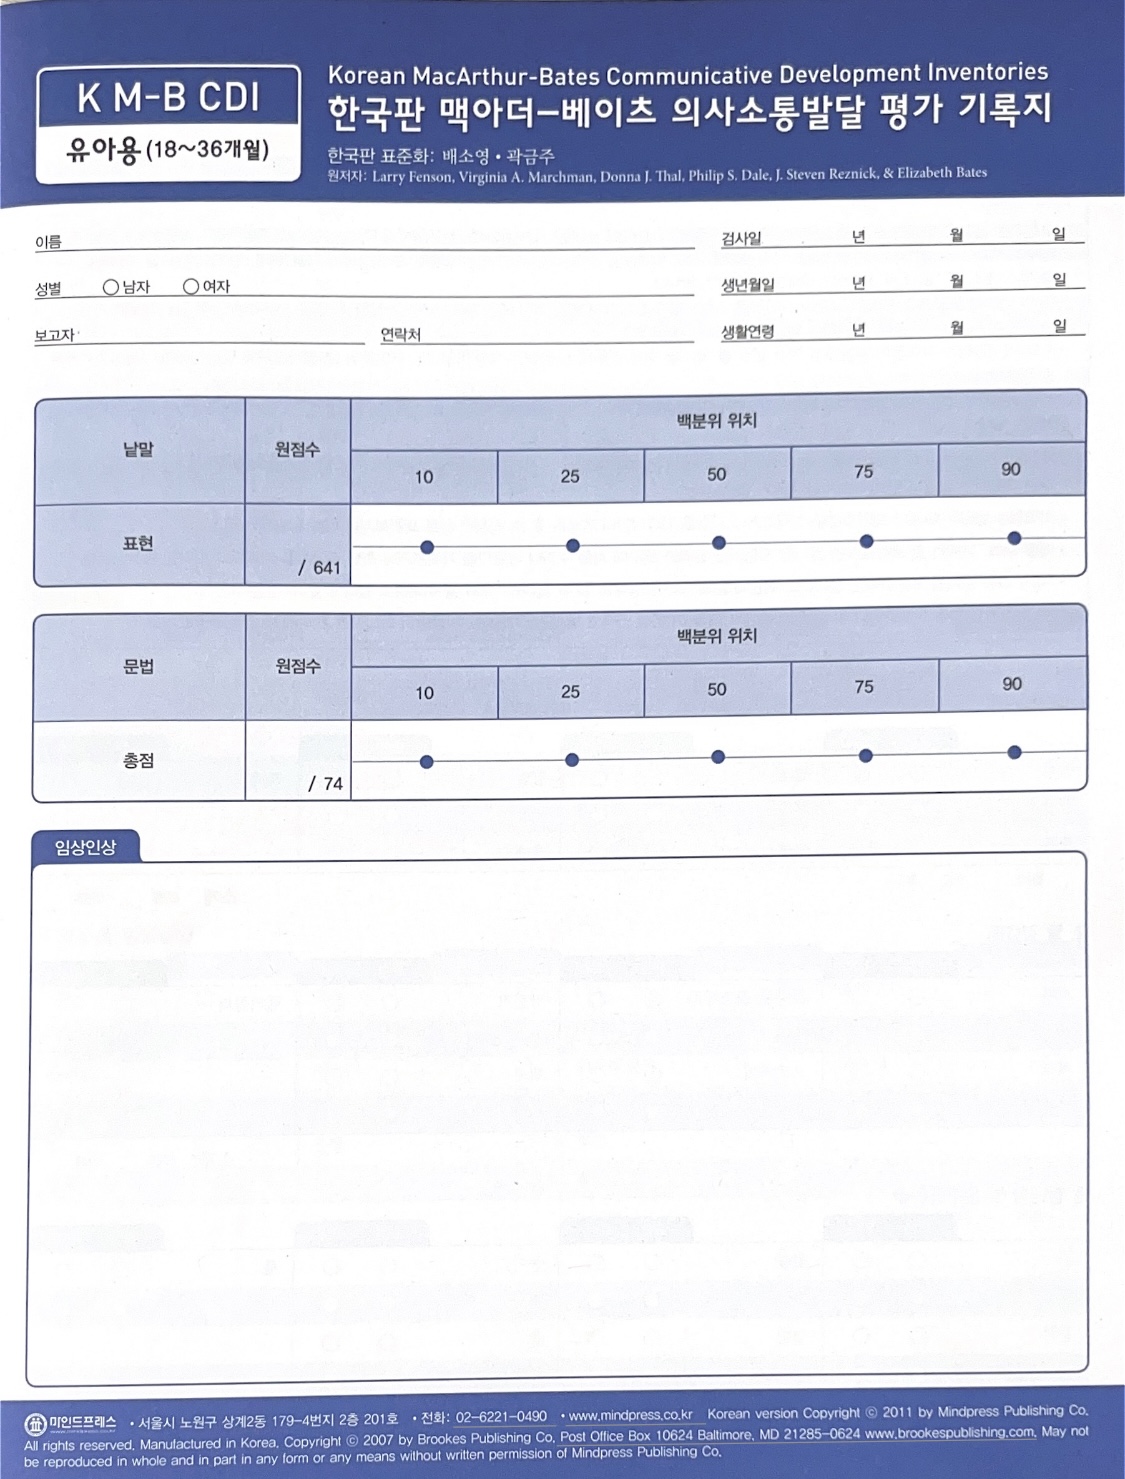 K M-B CDI
유아용(18~36개월)
Korean MacArthur-Bates Communicative Development Inventories
한국판 맥아더-베이츠 의사소통발달 평가 기록지
한국판 표준화: 배소영 • 곽금주
원저자: Larry Fenson, Virginia A. Marchman, Donna J. Thal, Philip S. Dale, J. Steven Reznick, & Elizabeth Bates
이름
검사일 년 월 일
성별 남자 여자
생년월일 년 월 일
보고자 연락처
생활연령 년 월 일
낱말 원점수 백분위 위치
10 25 50 75 90
표현 / 641
문법 원점수 백분위 위치
10 25 50 75 90
총점 / 74
임상인상
마인드프레스 • 서울시 노원구 상계2동 179-4번지 2층 201호 • 전화: 02-6221-0490 • www.mindpress.co.kr Korean version Copyright ⓒ 2011 by Mindpress Publishing Co.
All rights reserved. Manufactured in Korea. Copyright ⓒ 2007 by Brookes Publishing Co. Post Office Box 10624 Baltimore, MD 21285-0624 www.brookespublishing.com. May not
be reproduced in whole and in part in any form or any means without written permission of Mindpress Publishing Co.